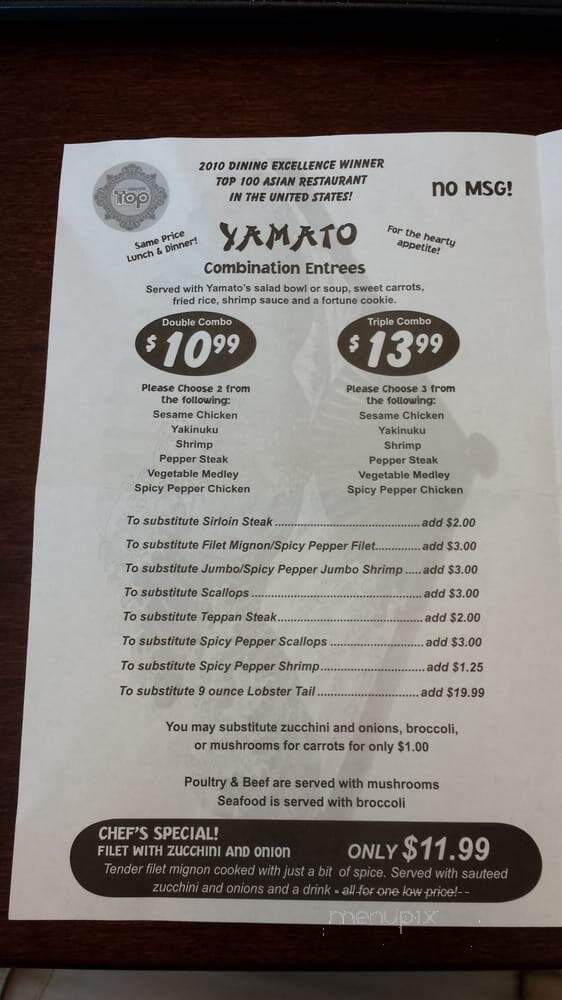 TOP
2010 DINING EXCELLENCE WINNER
TOP 100 ASIAN RESTAURANT
IN THE UNITED STATES!
NO MSG!
Same Price
Lunch & Dinner!
YAMATO
For the hearty
appetite!
Combination Entrees
Served with Yamato's salad bowl or soup, sweet carrots,
fried rice, shrimp sauce and a fortune cookie.
Double Combo
$10.99
Please Choose 2 from
the following:
Sesame Chicken
Yakinuku
Shrimp
Pepper Steak
Vegetable Medley
Spicy Pepper Chicken
Triple Combo
$13.99
Please Choose 3 from
the following:
Sesame Chicken
Yakinuku
Shrimp
Pepper Steak
Vegetable Medley
Spicy Pepper Chicken
To substitute Sirloin Steak ... add $2.00
To substitute Filet Mignon/Spicy Pepper Filet... add $3.00
To substitute Jumbo/Spicy Pepper Jumbo Shrimp ... add $3.00
To substitute Scallops ... add $3.00
To substitute Teppan Steak... add $2.00
To substitute Spicy Pepper Scallops ... add $3.00
To substitute Spicy Pepper Shrimp... add $1.25
To substitute 9 ounce Lobster Tail ... add $19.99
You may substitute zucchini and onions, broccoli,
or mushrooms for carrots for only $1.00
Poultry & Beef are served with mushrooms
Seafood is served with broccoli
CHEF'S SPECIAL!
FILET WITH ZUCCHINI AND ONION ONLY $11.99
Tender filet mignon cooked with just a bit of spice. Served with sauteed
zucchini and onions and a drink - all for one low price!--
menupix